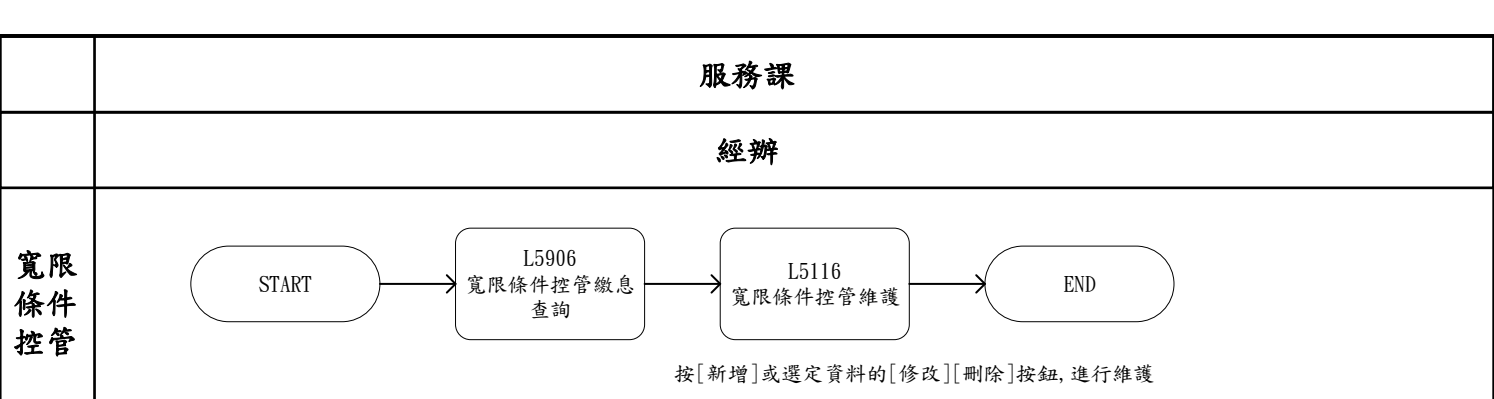 服務課
經辦
寬限
條件
控管
START
L5906
寬限條件控管繳息
查詢
L5116
寬限條件控管維護
END
按[新增]或選定資料的[修改][刪除]按鈕,進行維護